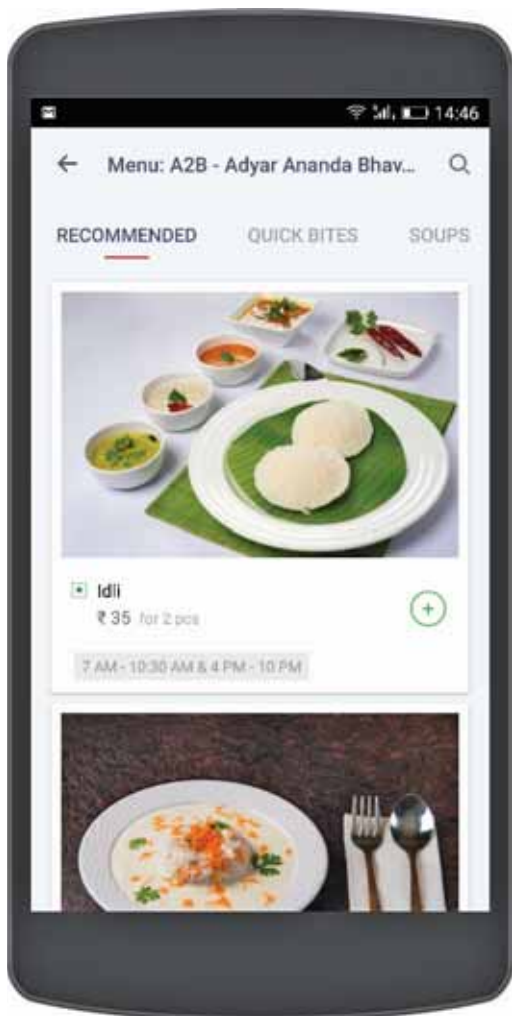 14:46
Menu: A2B - Adyar Ananda Bhav...
RECOMMENDED QUICK BITES SOUPS
Idli
₹ 35 for 2 pcs
7 AM - 10:30 AM & 4 PM - 10 PM